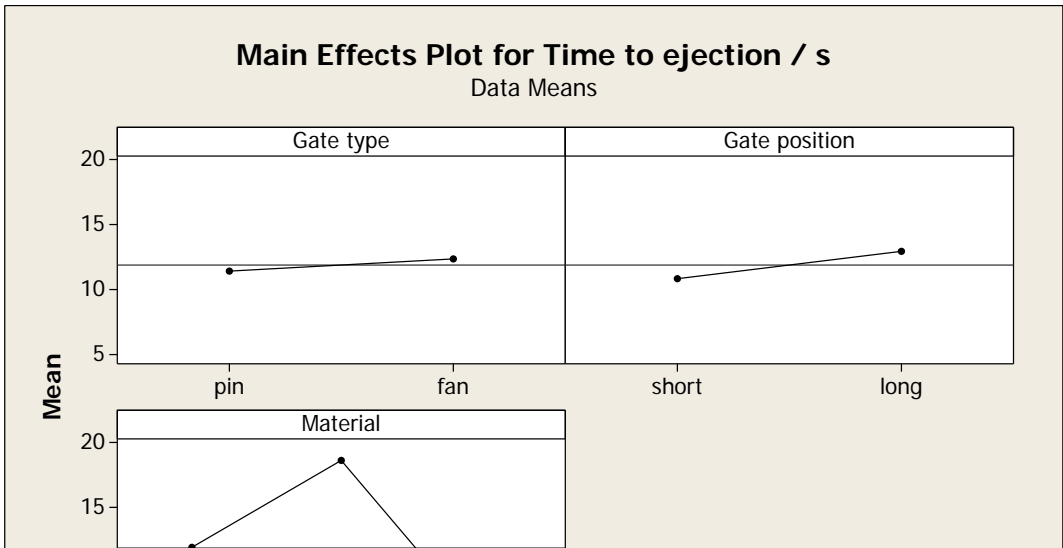 Main Effects Plot for Time to ejection / s
Data Means
Gate type
Gate position
20
15
10
5
Mean
pin
fan
short
long
Material
20
15